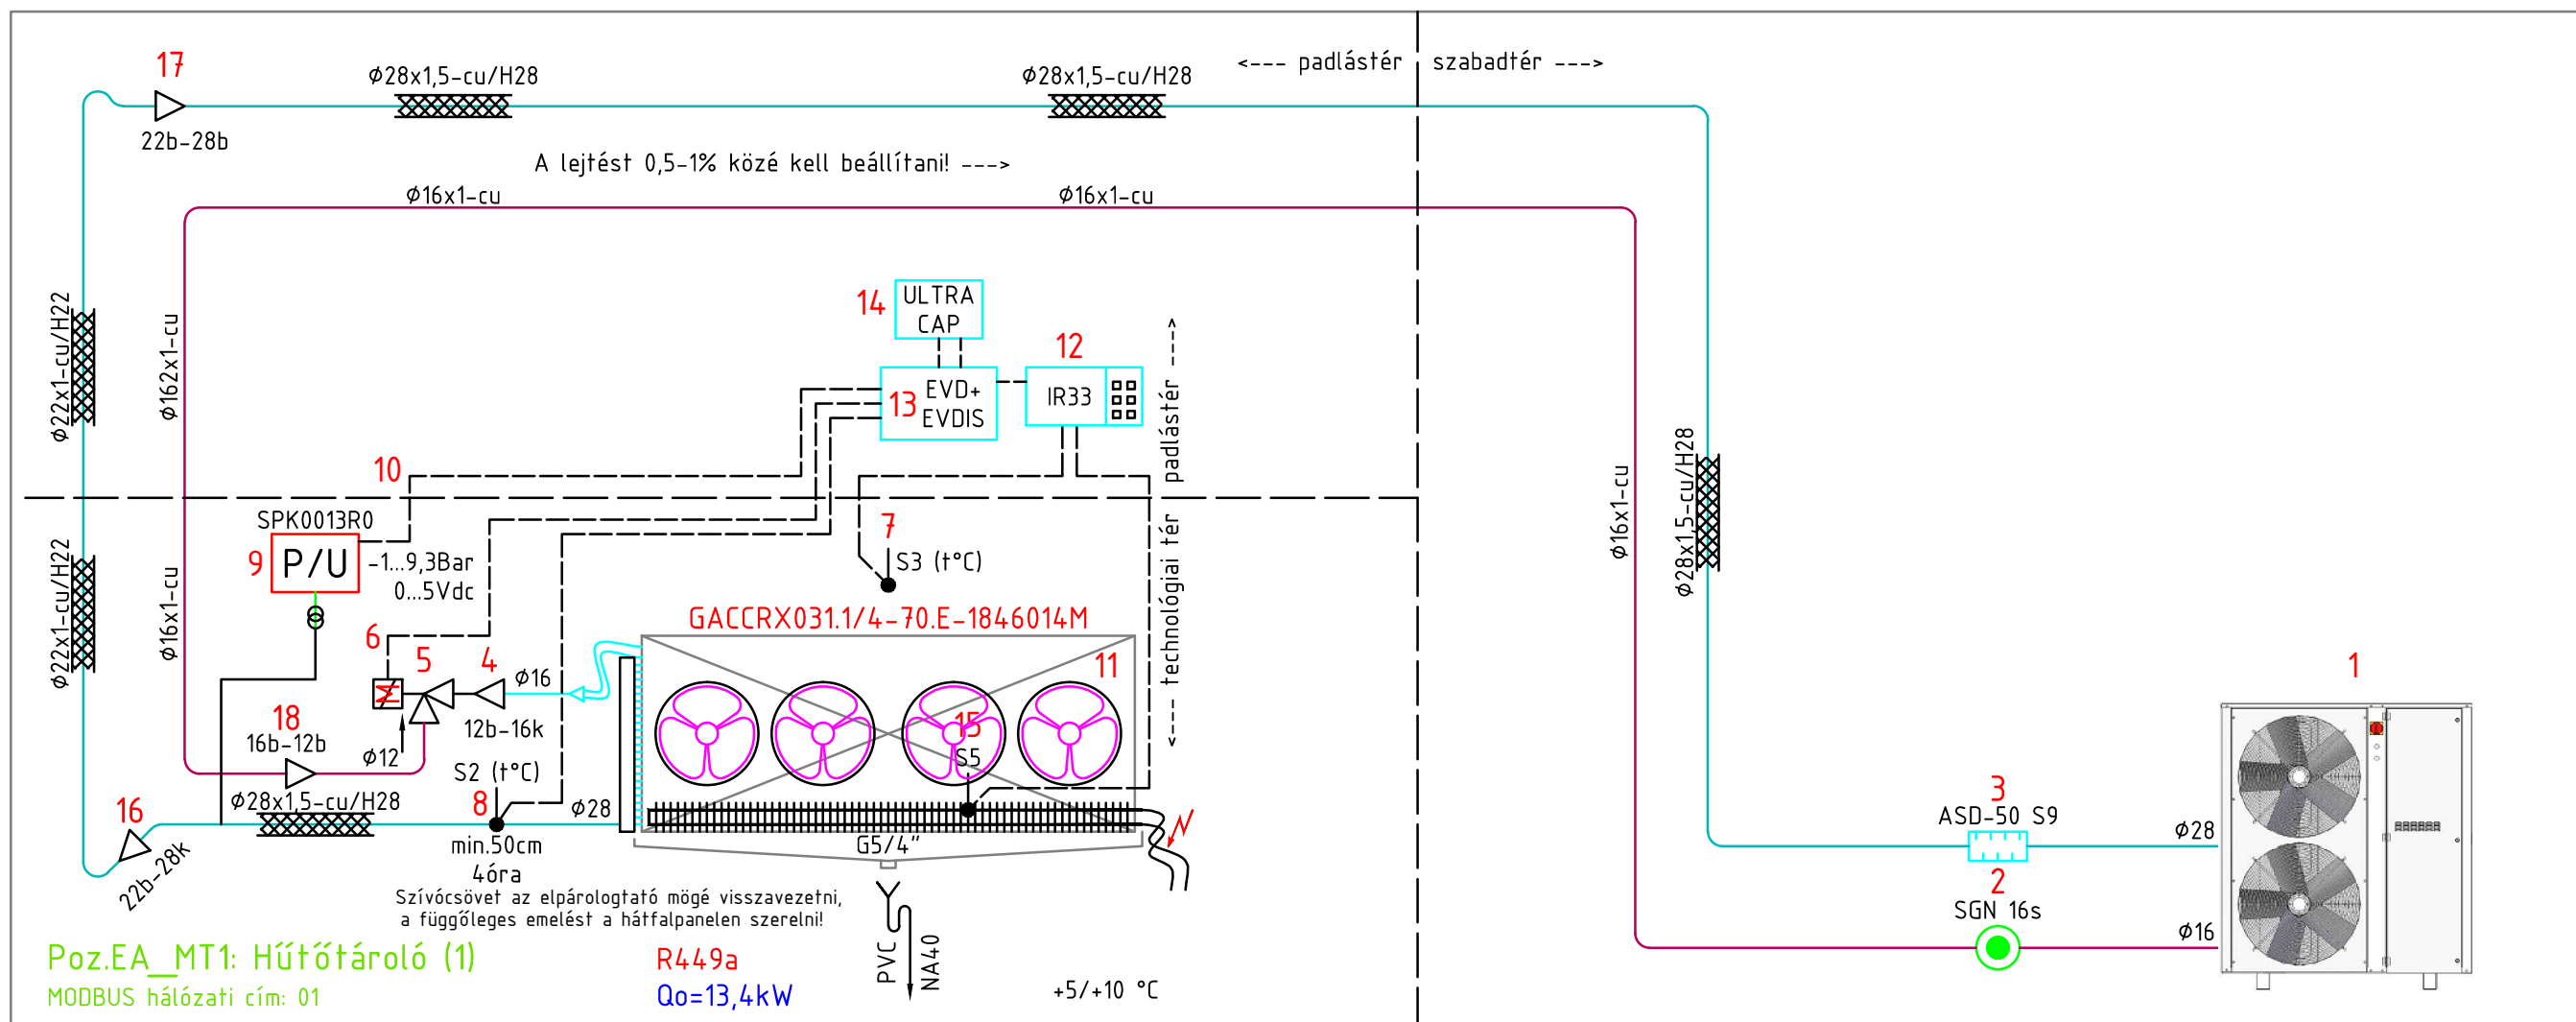 17
Φ28x1,5-cu/H28
Φ28x1,5-cu/H28
<--- padlástér
szabadtér --->
22b-28b
A lejtést 0,5-1% közé kell beállítani! --->
Φ16x1-cu
Φ16x1-cu
14
ULTRA
CAP
12
Φ22x1-cu/H22
Φ162x1-cu
13
EVD+
EVDIS
IR33
padlástér --->
10
Φ16x1-cu
Φ28x1,5-cu/H28
SPK0013R0
9
P/U
-1...9,3Bar
0...5Vdc
7
S3 (t°C)
<--- technológiai tér
Φ22x1-cu/H22
Φ16x1-cu
GACCRX031.1/4-70.E-1846014M
6
5
4
Φ16
11
1
18
16b-12b
12b-16k
15
S5
Φ12
S2 (t°C)
8
3
ASD-50 S9
16
Φ28x1,5-cu/H28
Φ28
Φ28
22b-28k
min.50cm
4óra
G5/4"
2
SGN 16s
Szívócsövet az elpárologtató mögé visszavezetni,
a függőleges emelést a hátfalpanelen szerelni!
Φ16
Poz.EA_MT1: Hűtőtároló (1)
R449a
PVC
NA40
MODBUS hálózati cím: 01
Qo=13,4kW
+5/+10 °C